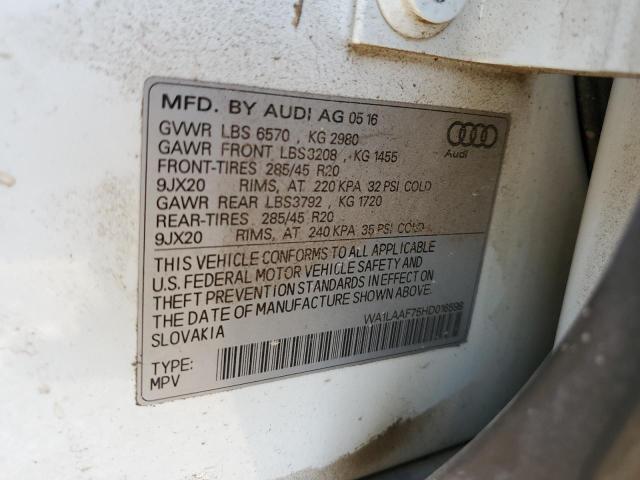 MFD. BY AUDI AG 05 16
GVWR LBS 6570 , KG 2980
GAWR FRONT LBS3208 , KG 1455
FRONT-TIRES 285/45 R20
9JX20 RIMS, AT 220 KPA 32 PSI COLD
GAWR REAR LBS3792 , KG 1720
REAR-TIRES 285/45 R20
9JX20 RIMS, AT 240 KPA 35 PSI COLD
Audi
THIS VEHICLE CONFORMS TO ALL APPLICABLE
U.S. FEDERAL MOTOR VEHICLE SAFETY AND
THEFT PREVENTION STANDARDS IN EFFECT ON
THE DATE OF MANUFACTURE SHOWN ABOVE.
SLOVAKIA
TYPE:
MPV